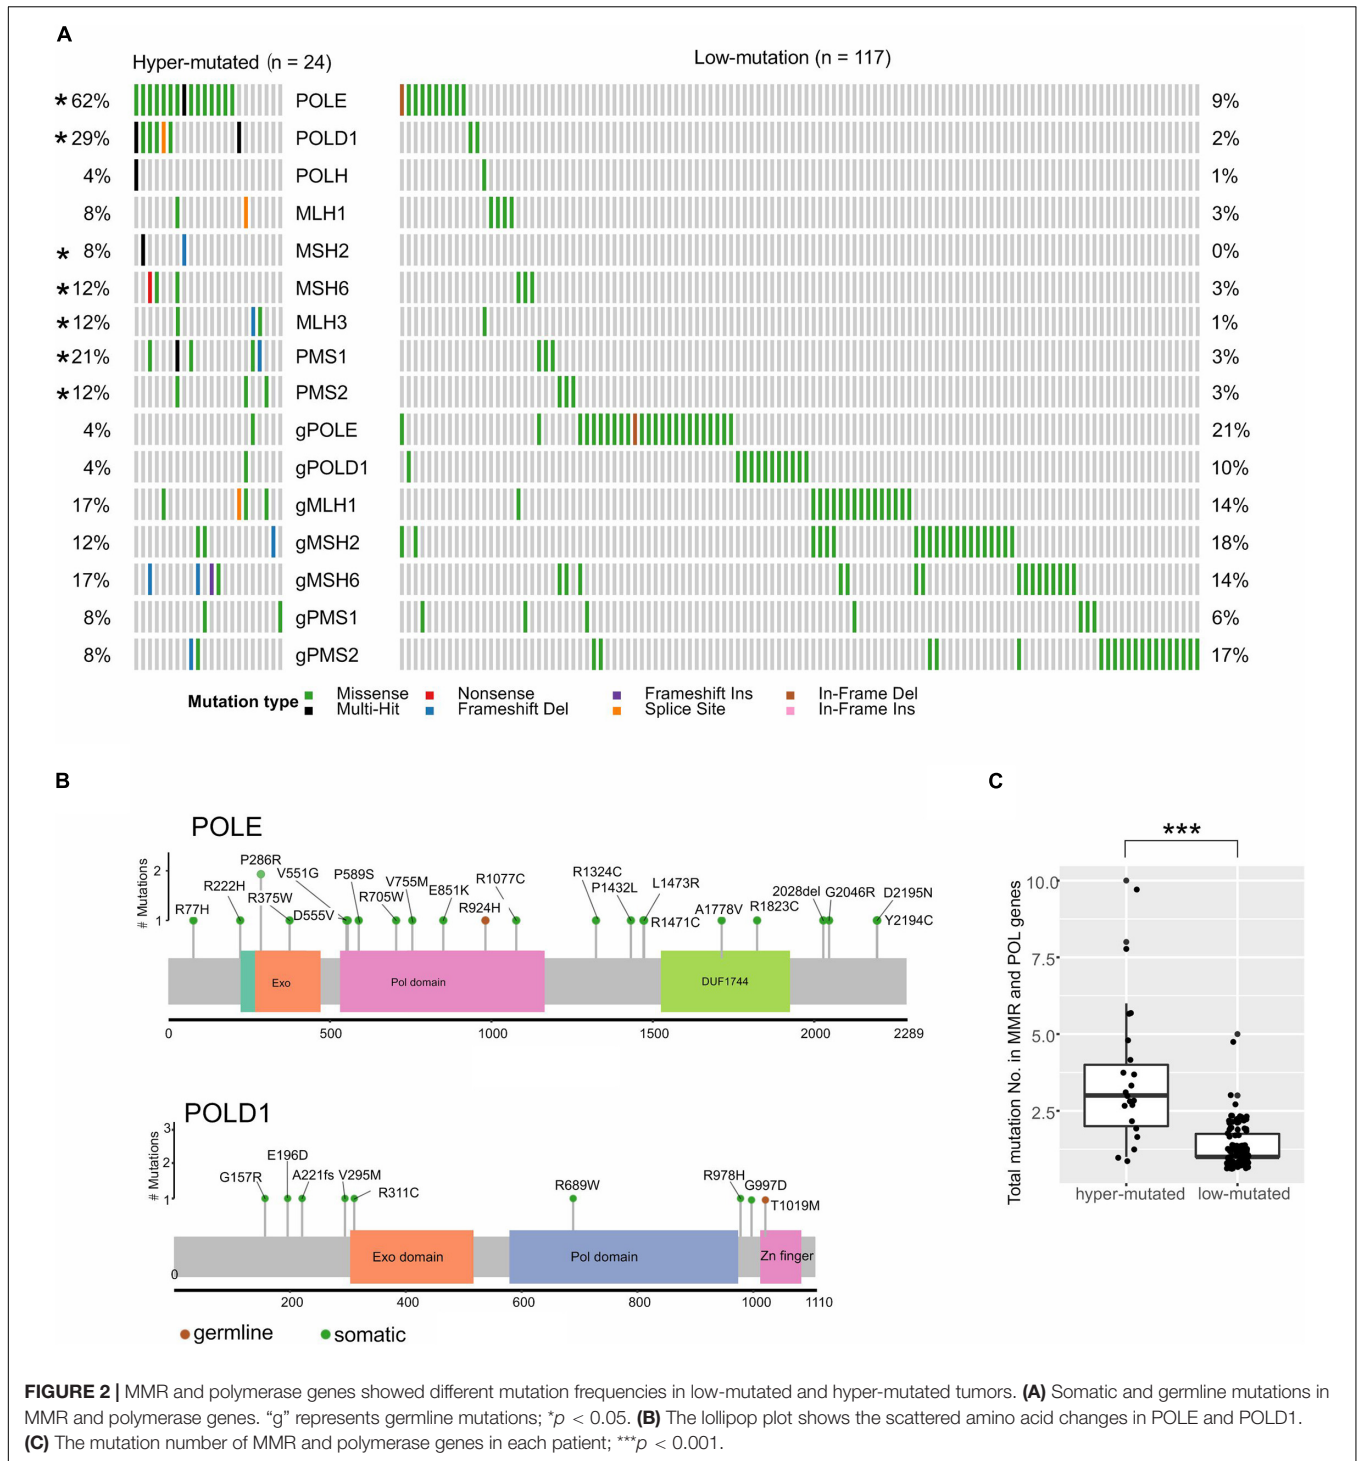 A
Hyper-mutated (n = 24)
Low-mutation (n = 117)
*62% POLE 9%
*29% POLD1 2%
4% POLH 1%
8% MLH1 3%
* 8% MSH2 0%
*12% MSH6 3%
*12% MLH3 1%
*21% PMS1 3%
*12% PMS2 3%
4% gPOLE 21%
4% gPOLD1 10%
17% gMLH1 14%
12% gMSH2 18%
17% gMSH6 14%
8% gPMS1 6%
8% gPMS2 17%
Mutation type
Missense Nonsense Frameshift Ins In-Frame Del
Multi-Hit Frameshift Del Splice Site In-Frame Ins
B
POLE
# Mutations
2
1
R77H
R222H
P286R
R375W
V551G
D555V
P589S
R705W
V755M
E851K
R924H
R1077C
R1324C
P1432L
L1473R
R1471C
A1778V
R1823C
2028del
G2046R
D2195N
Y2194C
Exo
Pol domain
DUF1744
0 500 1000 1500 2000 2289
POLD1
# Mutations
3
2
1
G157R
E196D
A221fs
V295M
R311C
R689W
R978H
G997D
T1019M
Exo domain
Pol domain
Zn finger
0
200 400 600 800 1000 1110
germline somatic
C
***
Total mutation No. in MMR and POL genes
10.0
7.5
5.0
2.5
hyper-mutated low-mutated
FIGURE 2 | MMR and polymerase genes showed different mutation frequencies in low-mutated and hyper-mutated tumors. (A) Somatic and germline mutations in
MMR and polymerase genes. “g” represents germline mutations; *p < 0.05. (B) The lollipop plot shows the scattered amino acid changes in POLE and POLD1.
(C) The mutation number of MMR and polymerase genes in each patient; ***p < 0.001.